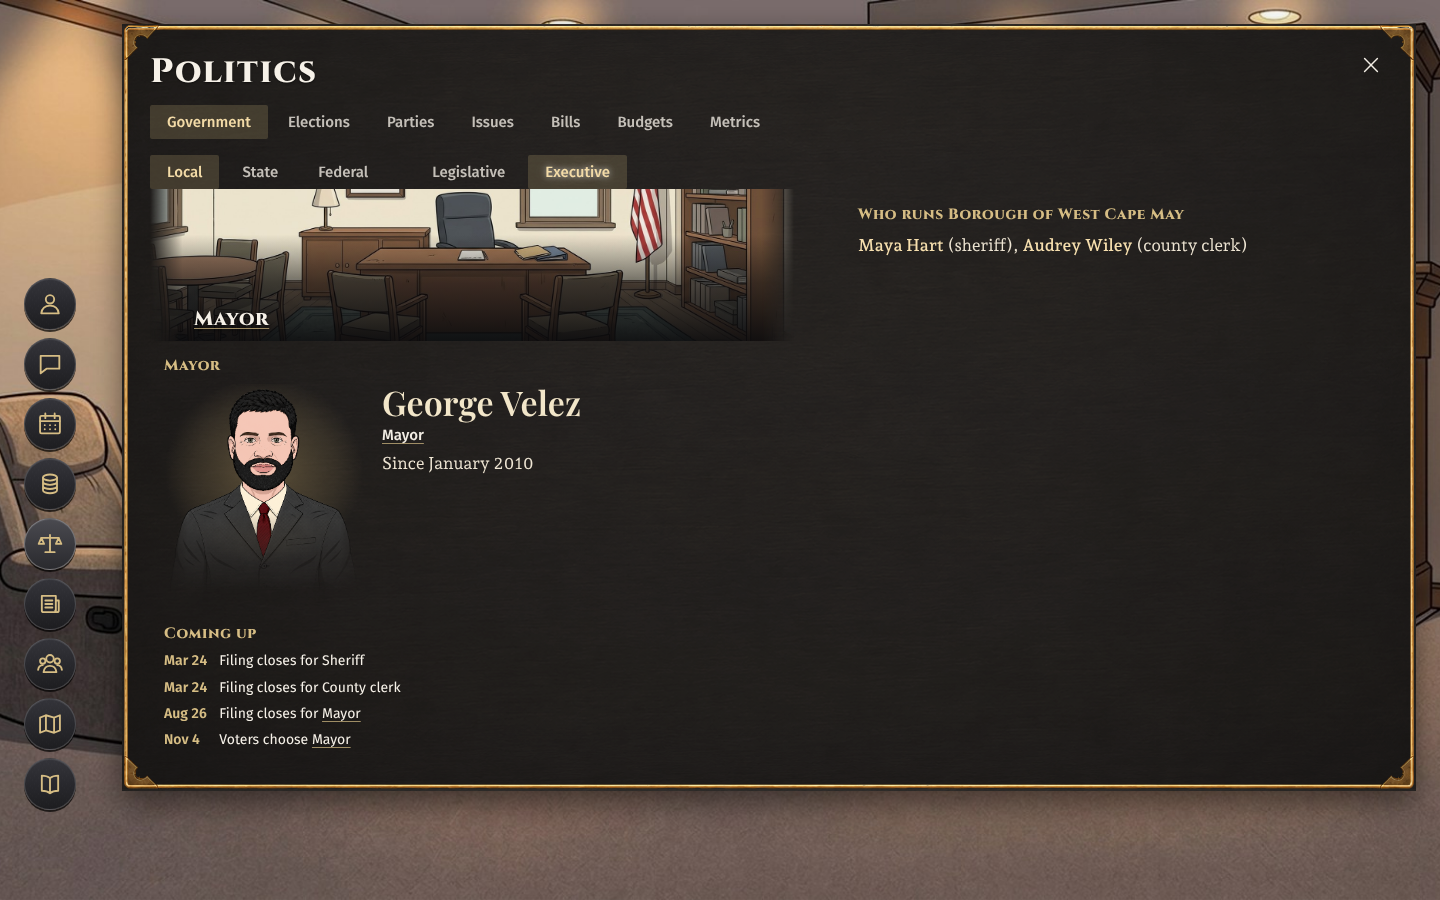 Politics
Government Elections Parties Issues Bills Budgets Metrics
Local State Federal Legislative Executive
Mayor
Mayor
George Velez
Mayor
Since January 2010
Coming up
Mar 24 Filing closes for Sheriff
Mar 24 Filing closes for County clerk
Aug 26 Filing closes for Mayor
Nov 4 Voters choose Mayor
Who runs Borough of West Cape May
Maya Hart (sheriff), Audrey Wiley (county clerk)